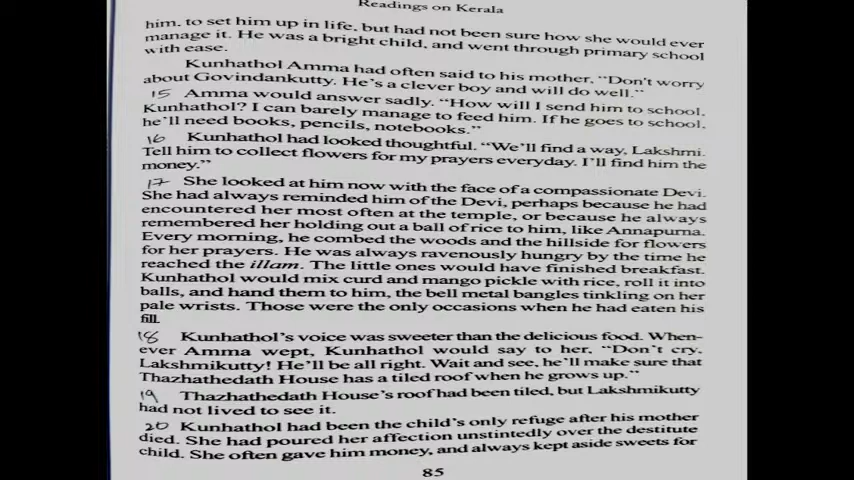 Readings on Kerala
him, to set him up in life, but had not been sure how she would ever
manage it. He was a bright child, and went through primary school
with ease.
Kunhathol Amma had often said to his mother, "Don't worry
about Govindankutty. He's a clever boy and will do well."
15 Amma would answer sadly. "How will I send him to school,
Kunhathol? I can barely manage to feed him. If he goes to school,
he'll need books, pencils, notebooks."
16 Kunhathol had looked thoughtful. "We'll find a way, Lakshmi.
Tell him to collect flowers for my prayers everyday. I'll find him the
money."
17 She looked at him now with the face of a compassionate Devi.
She had always reminded him of the Devi, perhaps because he had
encountered her most often at the temple, or because he always
remembered her holding out a ball of rice to him, like Annapurna.
Every morning, he combed the woods and the hillside for flowers
for her prayers. He was always ravenously hungry by the time he
reached the illam. The little ones would have finished breakfast.
Kunhathol would mix curd and mango pickle with rice, roll it into
balls, and hand them to him, the bell metal bangles tinkling on her
pale wrists. Those were the only occasions when he had eaten his
fill.
18 Kunhathol's voice was sweeter than the delicious food. When-
ever Amma wept, Kunhathol would say to her, "Don't cry,
Lakshmikutty! He'll be all right. Wait and see, he'll make sure that
Thazhathedath House has a tiled roof when he grows up."
19 Thazhathedath House's roof had been tiled, but Lakshmikutty
had not lived to see it.
20 Kunhathol had been the child's only refuge after his mother
died. She had poured her affection unstintedly over the destitute
child. She often gave him money, and always kept aside sweets for
85